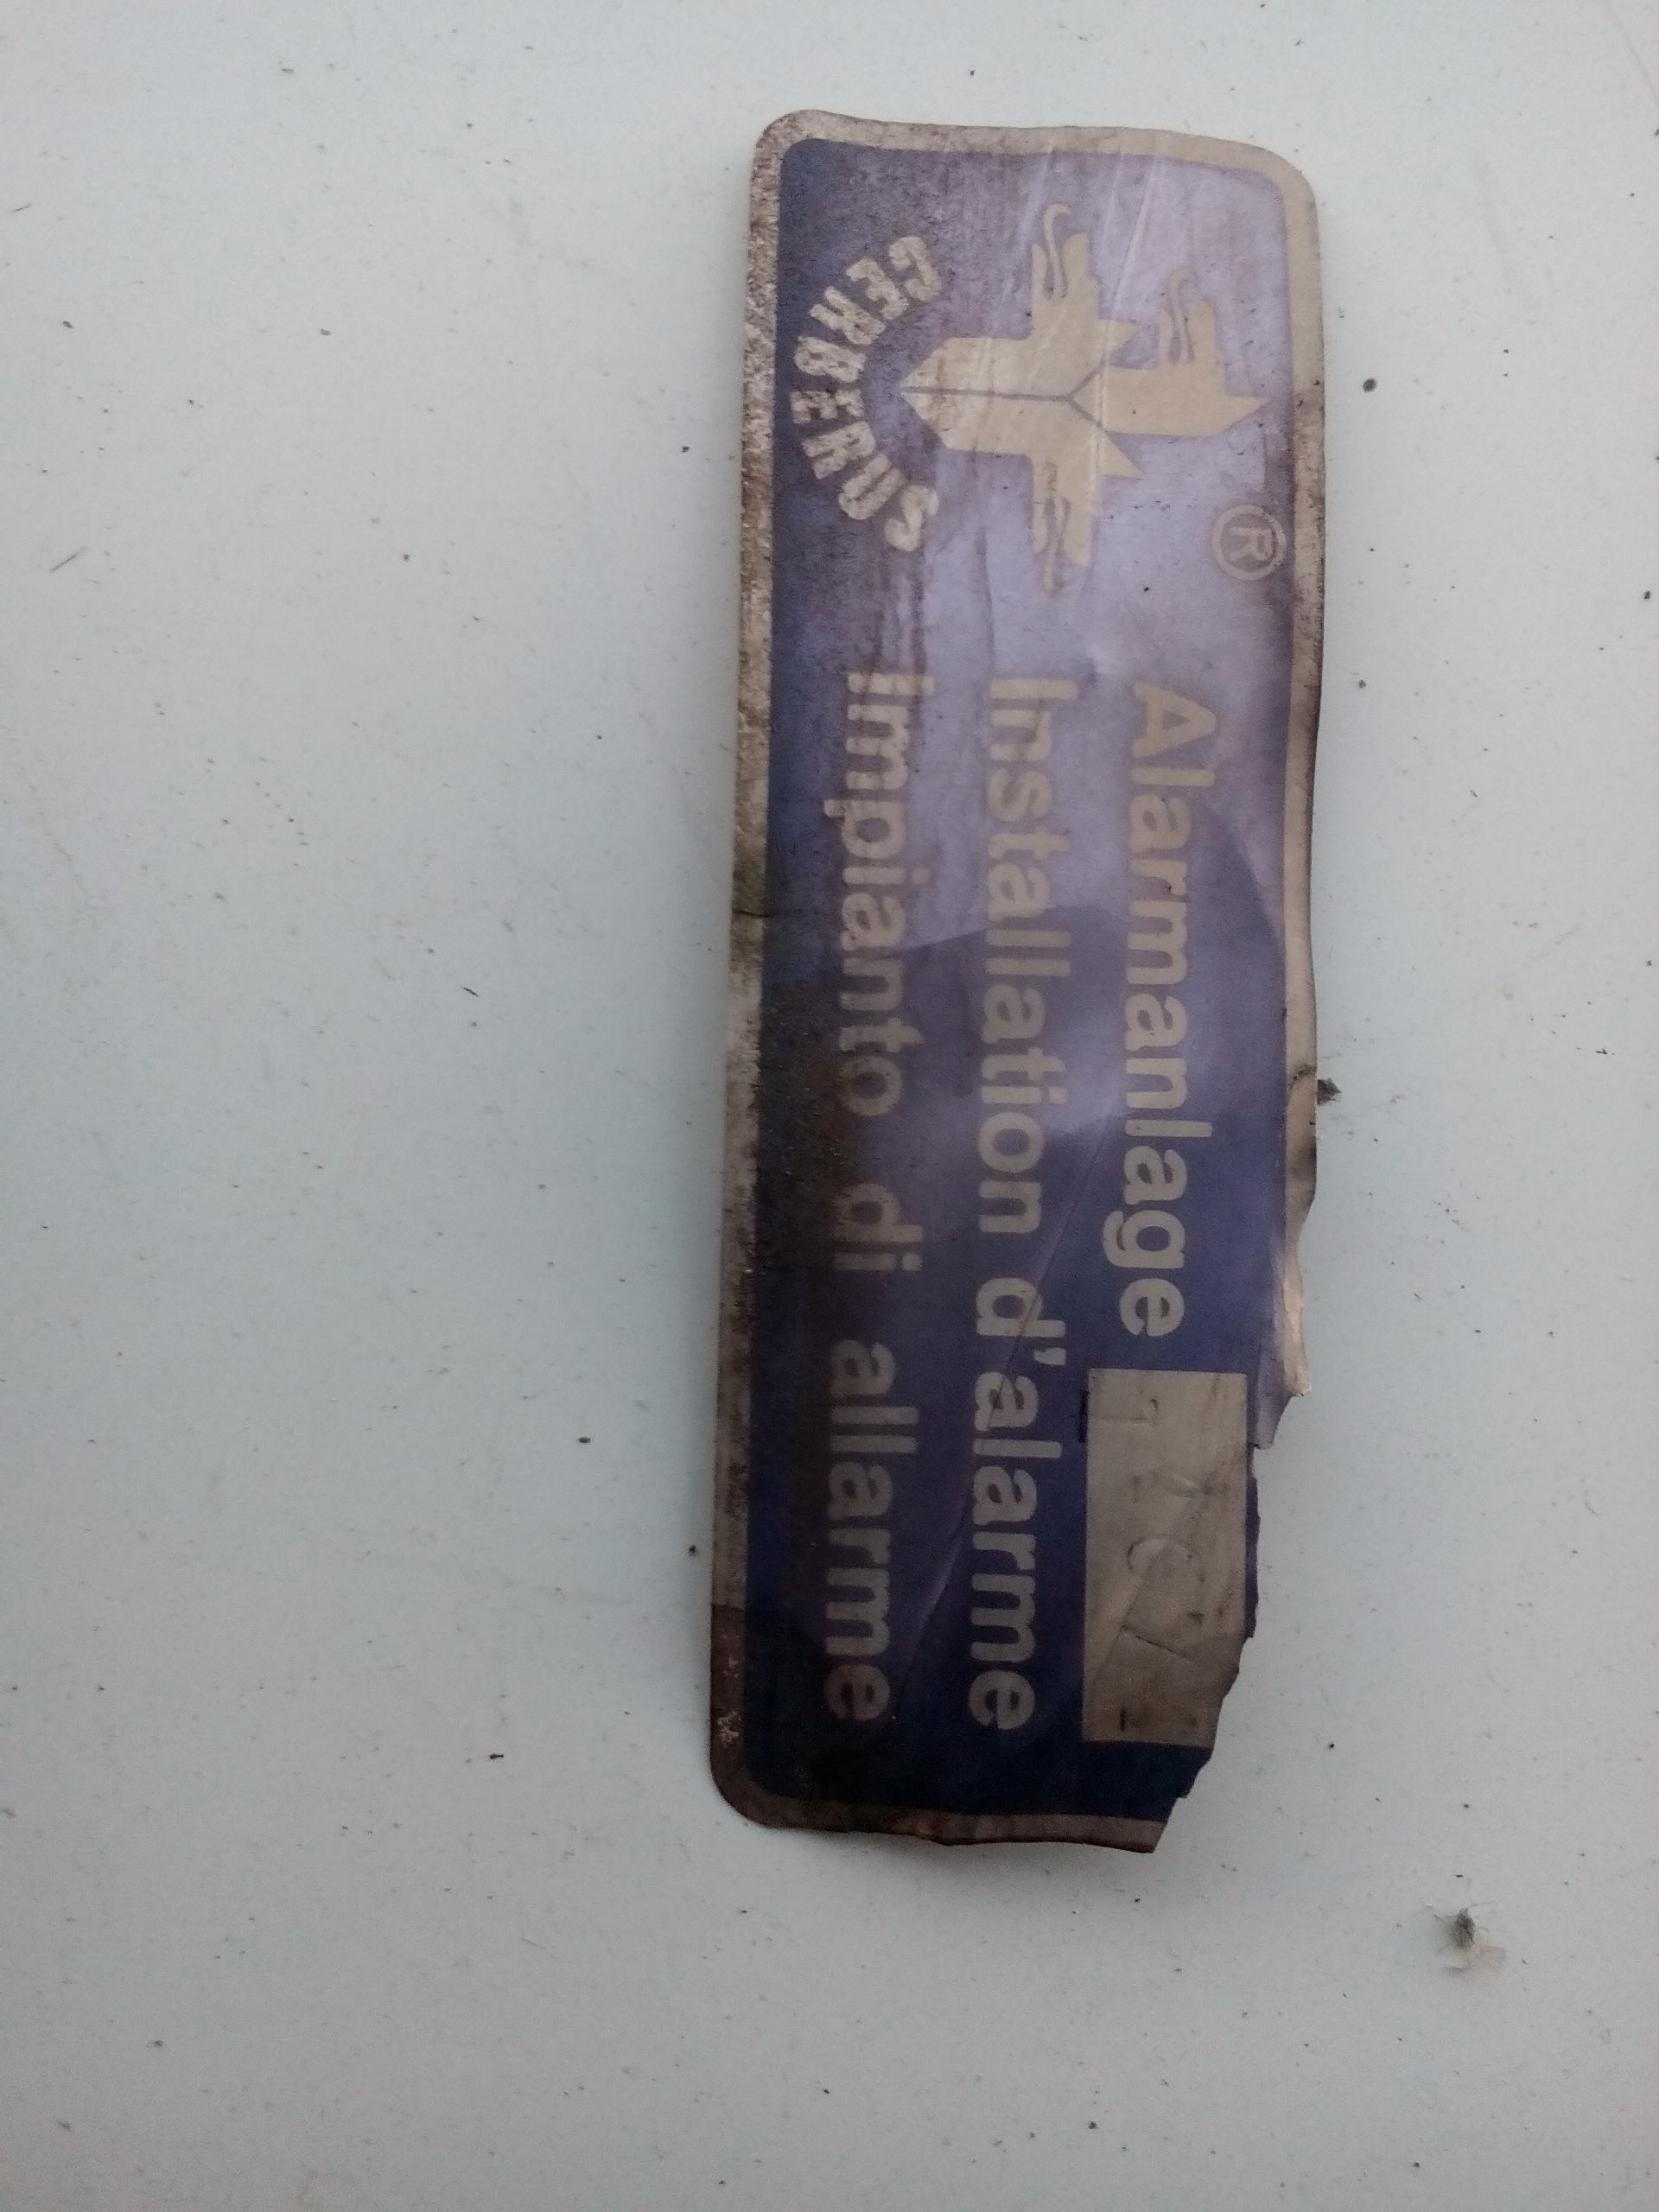 CERBERUS
®
Alarmanlage
Installation d'alarme
Impianto di allarme